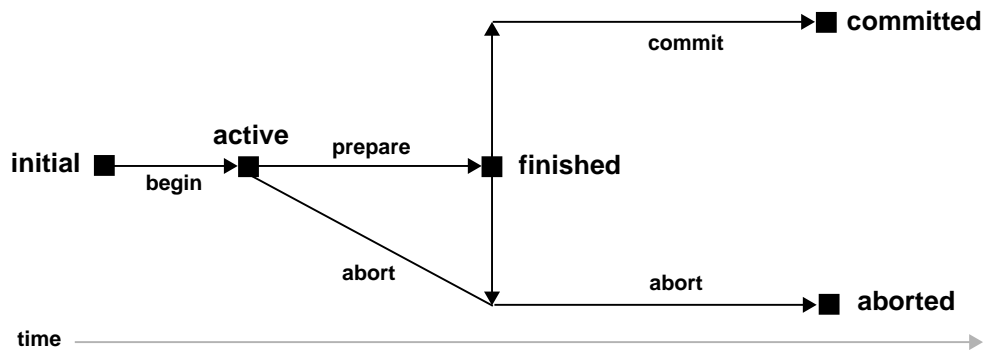 committed
commit
active
prepare
initial
finished
begin
abort
abort
aborted
time